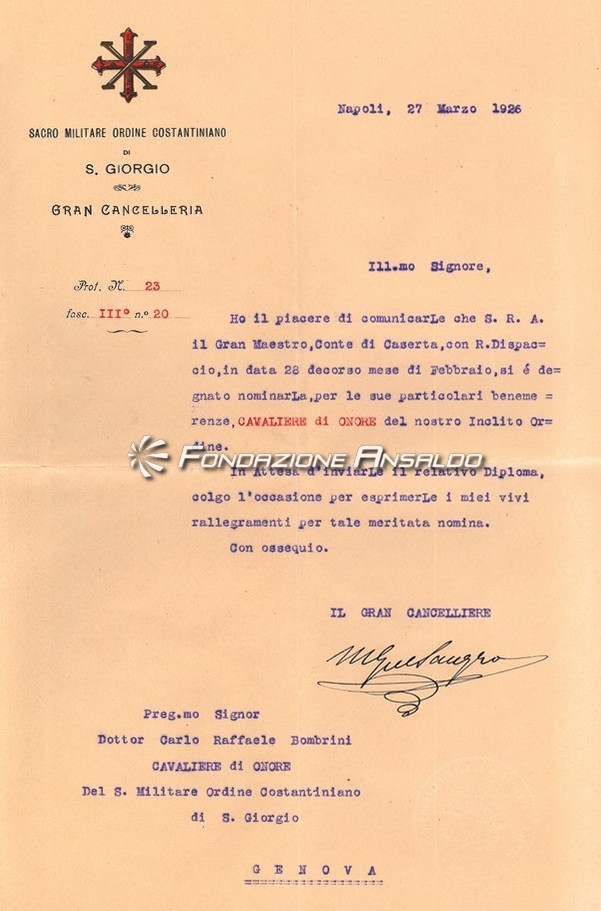 Napoli, 27 Marzo 1926
SACRO MILITARE ORDINE COSTANTINIANO
DI
S. GIORGIO
GRAN CANCELLERIA
Prot. N. 23
fasc. IIIº n.º 20
Ill.mo Signore,
Ho il piacere di comunicarLe che S. R. A.
il Gran Maestro,Conte di Caserta,con R.Dispac=
cio,in data 28 decorso mese di Febbraio,si é de=
gnato nominarLa,per le sue particolari beneme =
renze,CAVALIERE di ONORE del nostro Inclito Or=
dine.
FONDAZIONE ANSALDO
In Attesa d'inviarLe il relativo Diploma,
colgo l'occasione per esprimerLe i miei vivi
rallegramenti per tale meritata nomina.
Con ossequio.
IL GRAN CANCELLIERE
Preg.mo Signor
Dottor Carlo Raffaele Bombrini
CAVALIERE di ONORE
Del S. Militare Ordine Costantiniano
di S. Giorgio
G E N O V A